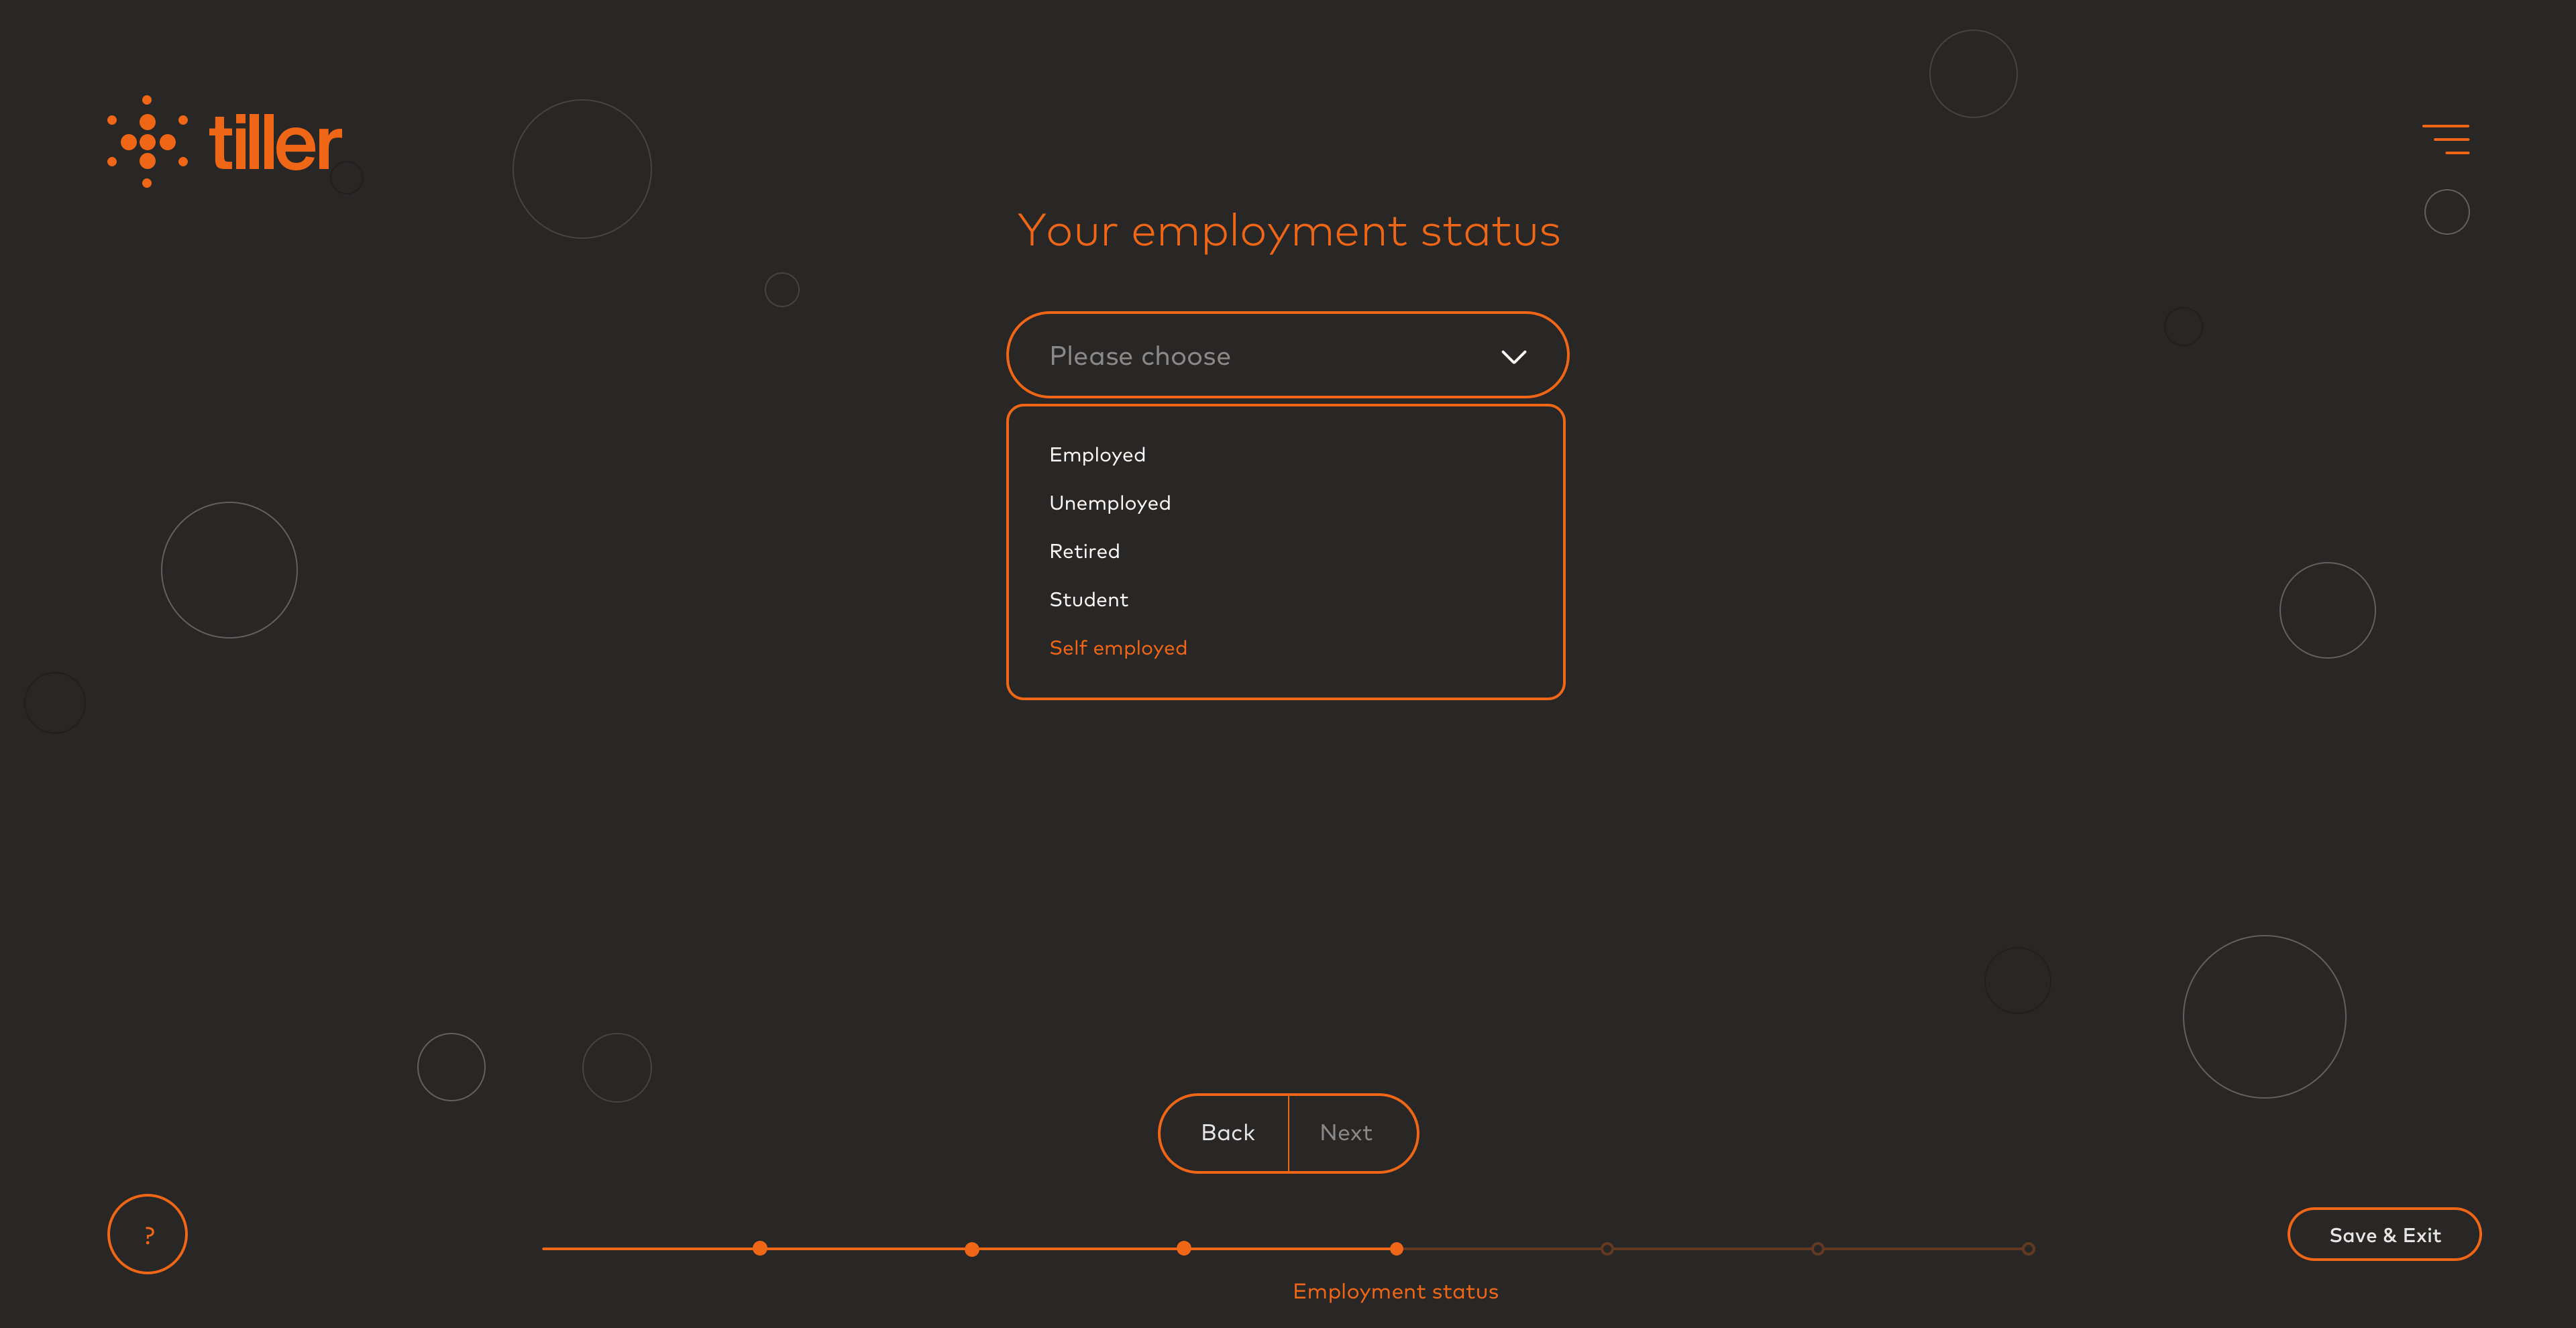 tiller
Your employment status
Please choose
Employed
Unemployed
Retired
Student
Self employed
Back
Next
?
Save & Exit
Employment status